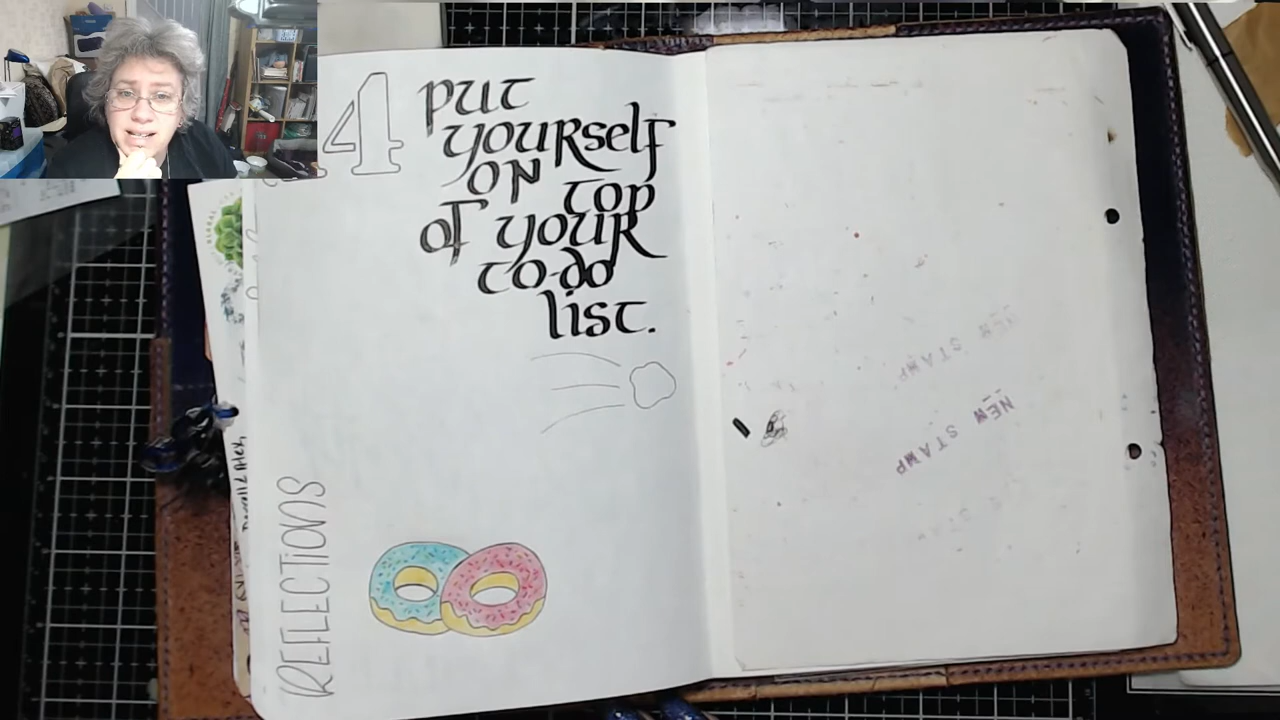 4
put
yourself
on top
of your
to-do
list.
REFLECTIONS
NEW STAMP
NEW STAMP